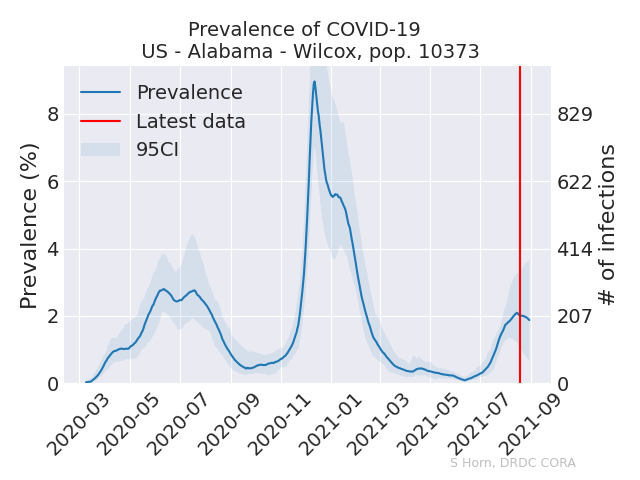 Prevalence of COVID-19
US - Alabama - Wilcox, pop. 10373
Prevalence
Latest data
95CI
Prevalence (%)
8
6
4
2
0
829
622
414
207
0
# of infections
2020-03
2020-05
2020-07
2020-09
2020-11
2021-01
2021-03
2021-05
2021-07
2021-09
S Horn, DRDC CORA